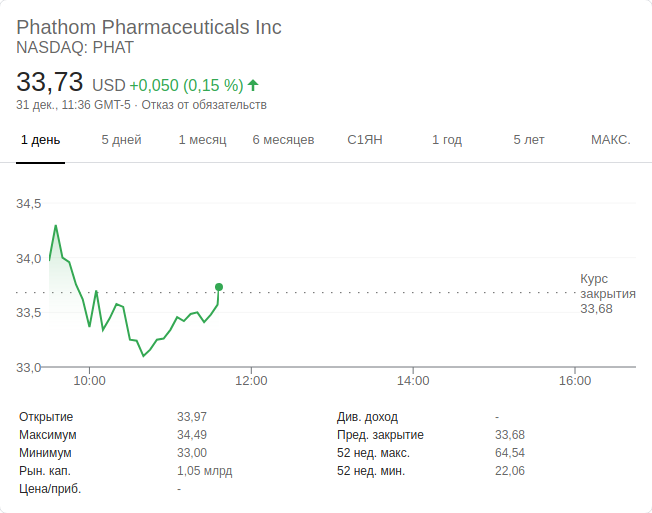 Phathom Pharmaceuticals Inc
NASDAQ: PHAT
33,73 USD +0,050 (0,15 %)
31 дек., 11:36 GMT-5 · Отказ от обязательств
1 день 5 дней 1 месяц 6 месяцев С1ЯН 1 год 5 лет МАКС.
34,5
34,0
33,5
33,0
Курс
закрытия
33,68
10:00 12:00 14:00 16:00
Открытие 33,97 Див. доход -
Максимум 34,49 Пред. закрытие 33,68
Минимум 33,00 52 нед. макс. 64,54
Рын. кап. 1,05 млрд 52 нед. мин. 22,06
Цена/приб. -